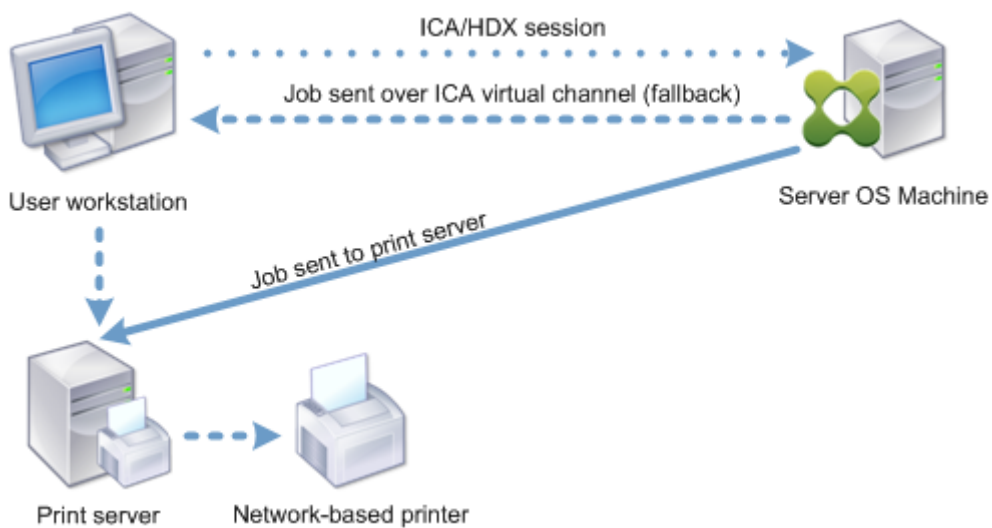 ICA/HDX session
Job sent over ICA virtual channel (fallback)
User workstation
Server OS Machine
Job sent to print server
Print server
Network-based printer